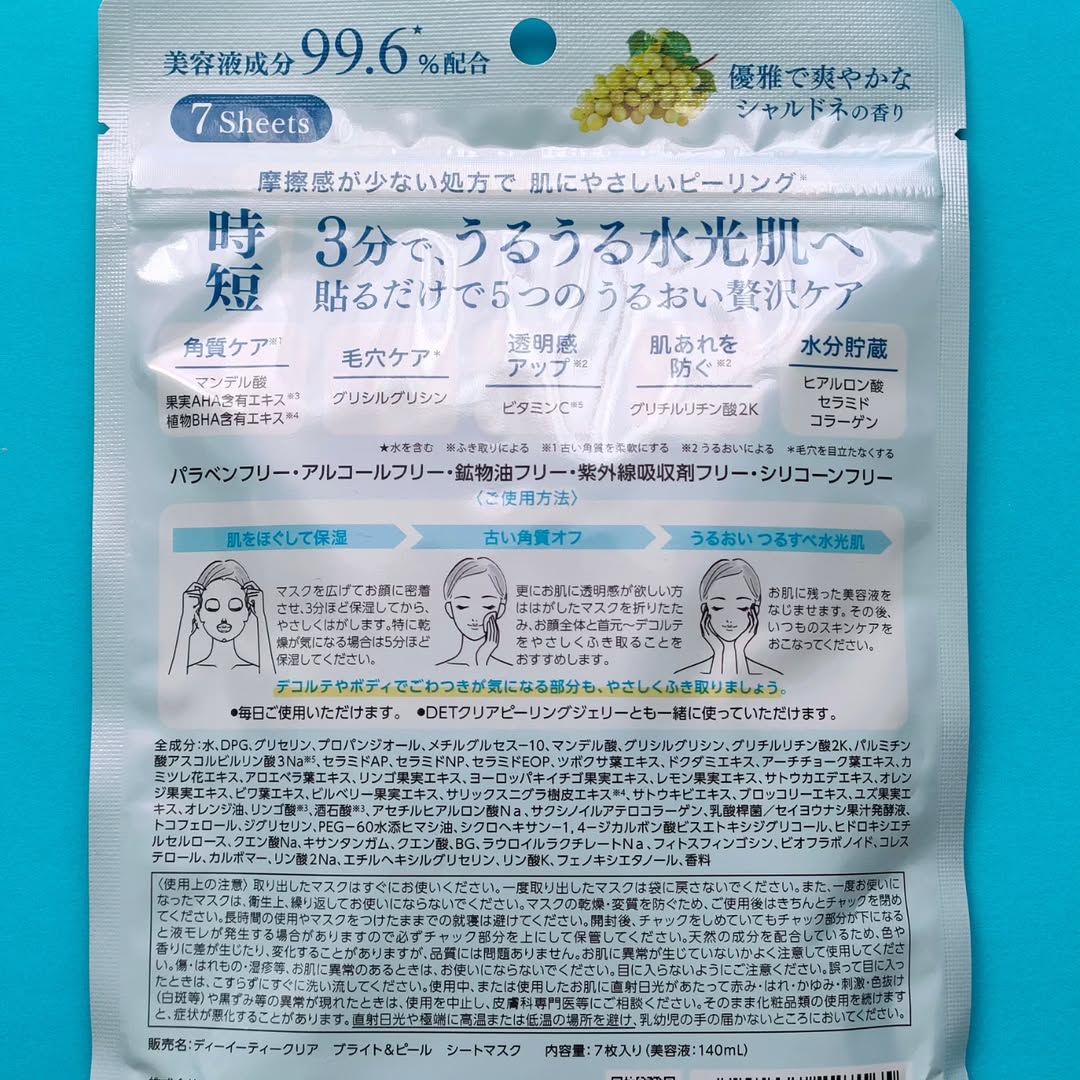 美容液成分99.6★%配合
7 Sheets
優雅で爽やかな
シャルドネの香り
摩擦感が少ない処方で 肌にやさしいピーリング※
時短
3分で、うるうる水光肌へ
貼るだけで5つのうるおい贅沢ケア
角質ケア※1
マンデル酸
果実AHA含有エキス※3
植物BHA含有エキス※4
毛穴ケア*
グリシルグリシン
透明感
アップ※2
ビタミンC※5
肌あれを
防ぐ※2
グリチルリチン酸2K
水分貯蔵
ヒアルロン酸
セラミド
コラーゲン
★水を含む ※ふき取りによる ※1古い角質を柔軟にする ※2うるおいによる *毛穴を目立たなくする
パラベンフリー・アルコールフリー・鉱物油フリー・紫外線吸収剤フリー・シリコーンフリー
〈ご使用方法〉
肌をほぐして保湿
マスクを広げてお顔に密着
させ、3分ほど保湿してから、
やさしくはがします。特に乾
燥が気になる場合は5分ほど
保湿してください。
古い角質オフ
更にお肌に透明感が欲しい方
ははがしたマスクを折りたた
み、お顔全体と首元〜デコルテ
をやさしくふき取ることを
おすすめします。
うるおい つるすべ水光肌
お肌に残った美容液を
なじませます。その後、
いつものスキンケアを
おこなってください。
デコルテやボディでごわつきが気になる部分も、やさしくふき取りましょう。
●毎日ご使用いただけます。 ●DETクリアピーリングジェリーとも一緒に使っていただけます。
全成分:水、DPG、グリセリン、プロパンジオール、メチルグルセス-10、マンデル酸、グリシルグリシン、グリチルリチン酸2K、パルミチン
酸アスコルビルリン酸3Na※5、セラミドAP、セラミドNP、セラミドEOP、ツボクサ葉エキス、ドクダミエキス、アーチチョーク葉エキス、カ
ミツレ花エキス、アロエベラ葉エキス、リンゴ果実エキス、ヨーロッパキイチゴ果実エキス、レモン果実エキス、サトウカエデエキス、オレン
ジ果実エキス、ビワ葉エキス、ビルベリー果実エキス、サリックスニグラ樹皮エキス※4、サトウキビエキス、ブロッコリーエキス、ユズ果実エ
キス、オレンジ油、リンゴ酸※3、酒石酸※3、アセチルヒアルロン酸Na、サクシノイルアテロコラーゲン、乳酸桿菌/セイヨウナシ果汁発酵液、
トコフェロール、ジグリセリン、PEG-60水添ヒマシ油、シクロヘキサン-1,4-ジカルボン酸ビスエトキシジグリコール、ヒドロキシエチ
ルセルロース、クエン酸Na、キサンタンガム、クエン酸、BG、ラウロイルラクチレートNa、フィトスフィンゴシン、ビオフラボノイド、コレス
テロール、カルボマー、リン酸2Na、エチルヘキシルグリセリン、リン酸K、フェノキシエタノール、香料
〈使用上の注意〉取り出したマスクはすぐにお使いください。一度取り出したマスクは袋に戻さないでください。また、一度お使いに
なったマスクは、衛生上、繰り返してお使いにならないでください。マスクの乾燥・変質を防ぐため、ご使用後はきちんとチャックを閉め
てください。長時間の使用やマスクをつけたままでの就寝は避けてください。開封後、チャックをしめていてもチャック部分が下になる
と液モレが発生する場合がありますので必ずチャック部分を上にして保管してください。天然の成分を配合しているため、色や
香りに差が生じたり、変化することがありますが、品質には問題ありません。お肌に異常が生じていないかよく注意して使用してくださ
い。傷・はれもの・湿疹等、お肌に異常のあるときは、お使いにならないでください。目に入らないようにご注意ください。誤って目に入っ
たときは、こすらずにすぐに洗い流してください。使用中、または使用したお肌に直射日光があたって赤み・はれ・かゆみ・刺激・色抜け
(白斑等)や黒ずみ等の異常が現れたときは、使用を中止し、皮膚科専門医等にご相談ください。そのまま化粧品類の使用を続けます
と、症状が悪化することがあります。直射日光や極端に高温または低温の場所を避け、乳幼児の手の届かないところにおいてください。
販売名:ディーイーティークリア ブライト&ピール シートマスク 内容量:7枚入り(美容液:140mL)